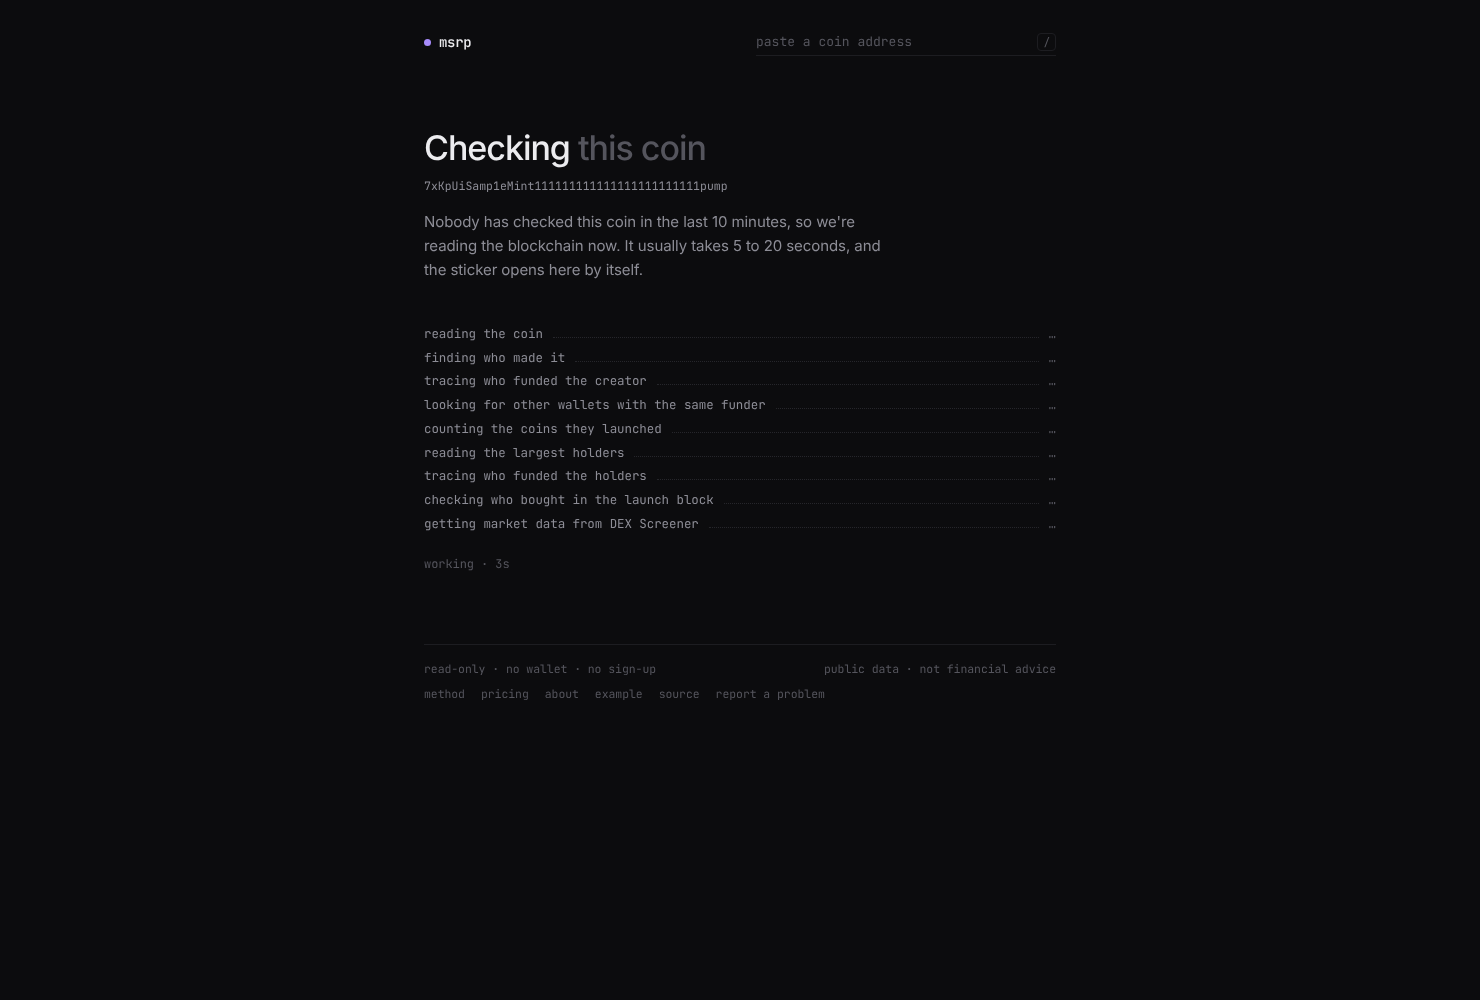 msrp
paste a coin address /
Checking this coin
7xKpUiSamp1eMint111111111111111111111111pump
Nobody has checked this coin in the last 10 minutes, so we're
reading the blockchain now. It usually takes 5 to 20 seconds, and
the sticker opens here by itself.
reading the coin …
finding who made it …
tracing who funded the creator …
looking for other wallets with the same funder …
counting the coins they launched …
reading the largest holders …
tracing who funded the holders …
checking who bought in the launch block …
getting market data from DEX Screener …
working · 3s
read-only · no wallet · no sign-up
public data · not financial advice
method pricing about example source report a problem